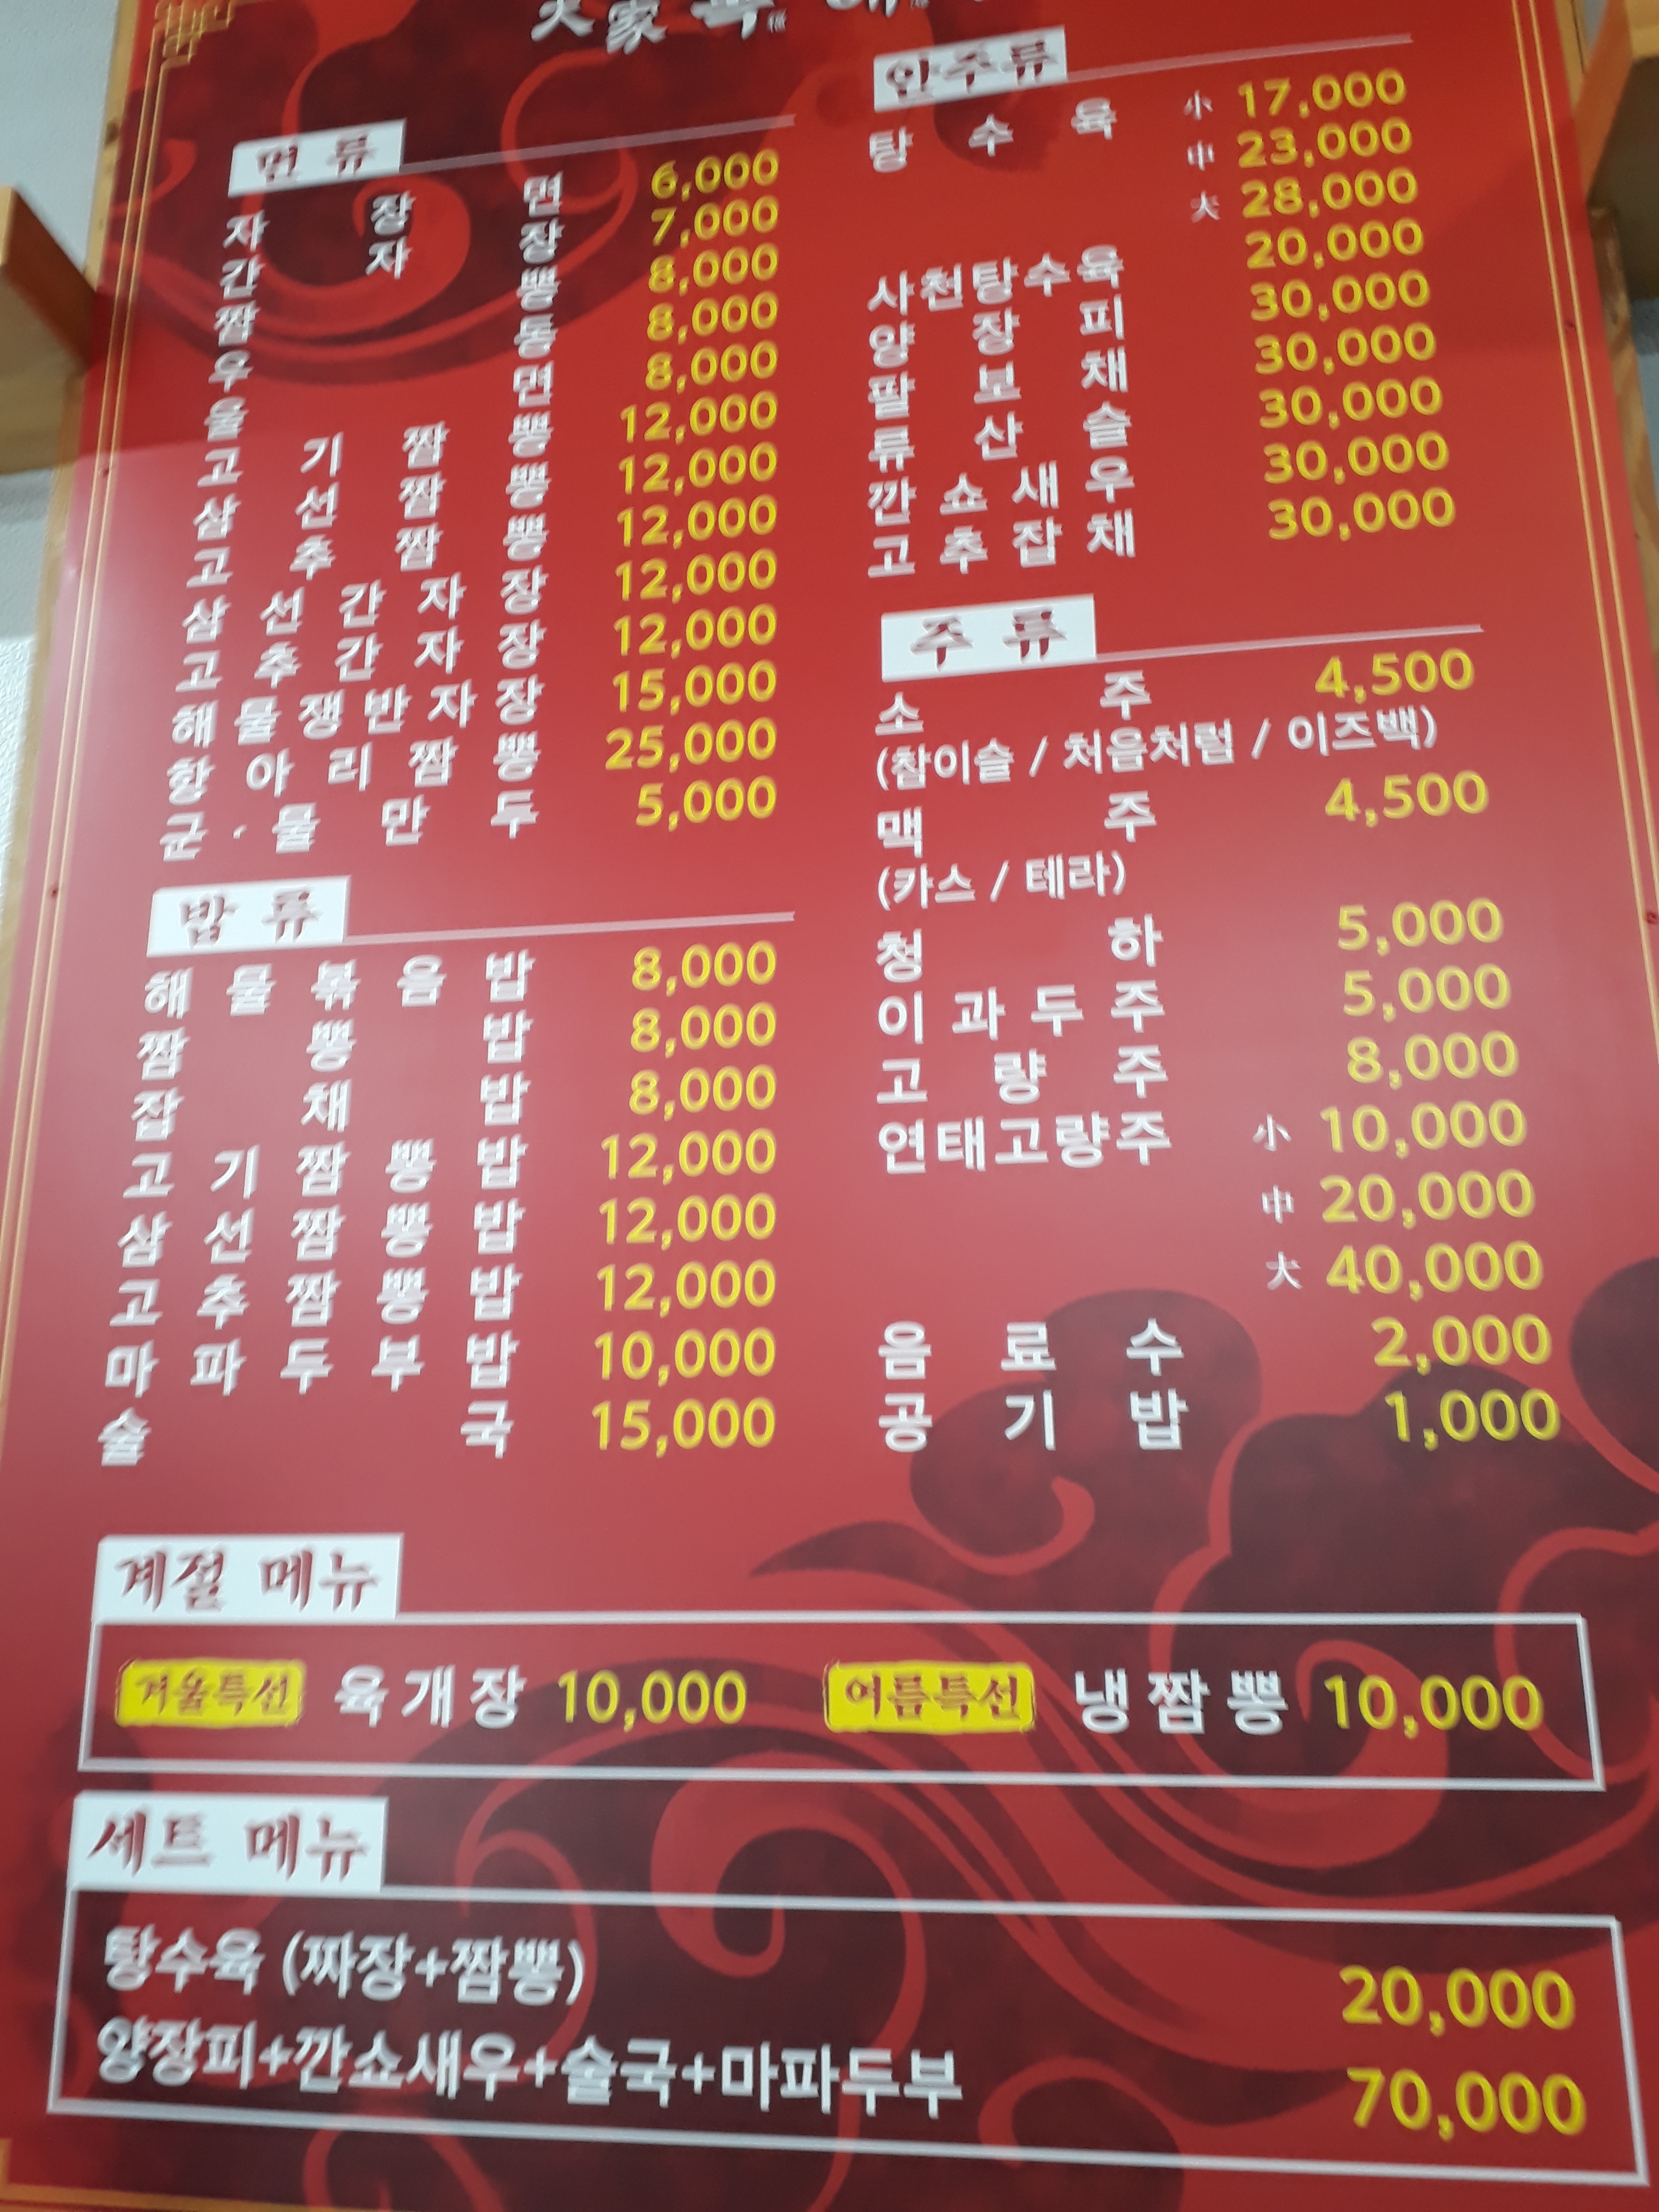 大家
면류
자장면 6,000
간자장 7,000
짬뽕 8,000
우동 8,000
울면 8,000
고기짬뽕 12,000
삼선짬뽕 12,000
고추짬뽕 12,000
삼선간자장 12,000
고추간자장 12,000
해물쟁반자장 15,000
항아리짬뽕 25,000
군·물만두 5,000
밥류
해물볶음밥 8,000
짬뽕밥 8,000
잡채밥 8,000
고기짬뽕밥 12,000
삼선짬뽕밥 12,000
고추짬뽕밥 12,000
마파두부밥 10,000
술국 15,000
안주류
탕수육 小 17,000
中 23,000
大 28,000
사천탕수육 20,000
양장피 30,000
팔보채 30,000
류산슬 30,000
깐쇼새우 30,000
고추잡채 30,000
주류
소주 4,500
(참이슬 / 처음처럼 / 이즈백)
맥주 4,500
(카스 / 테라)
청하 5,000
이과두주 5,000
고량주 8,000
연태고량주 小 10,000
中 20,000
大 40,000
음료수 2,000
공기밥 1,000
계절 메뉴
겨울특선 육개장 10,000 여름특선 냉짬뽕 10,000
세트 메뉴
탕수육 (짜장+짬뽕) 20,000
양장피+깐쇼새우+술국+마파두부 70,000